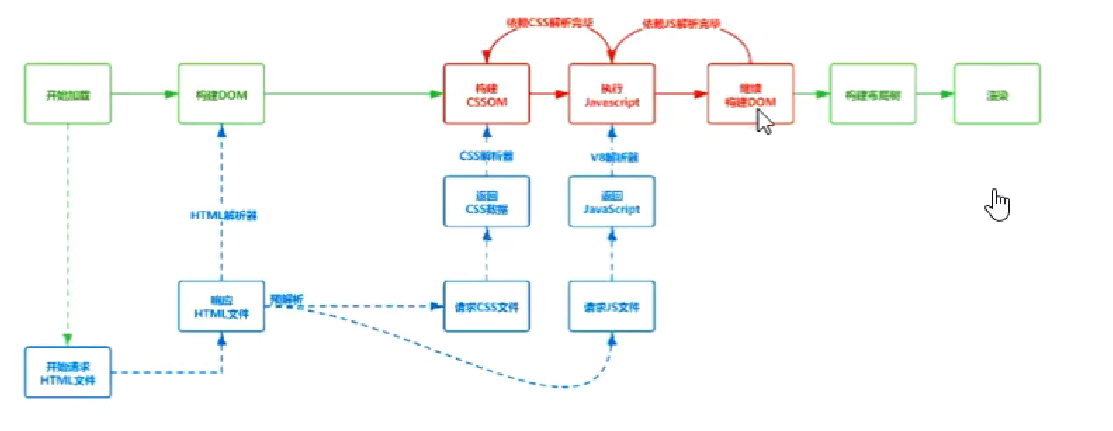 依赖CSS解析完毕
依赖JS解析完毕
开始加载
构建DOM
构建
CSSOM
执行
Javascript
继续
构建DOM
构建布局树
渲染
CSS解析器
V8解析器
返回
CSS数据
返回
JavaScript
HTML解析器
响应
HTML文件
预解析
请求CSS文件
请求JS文件
开始请求
HTML文件